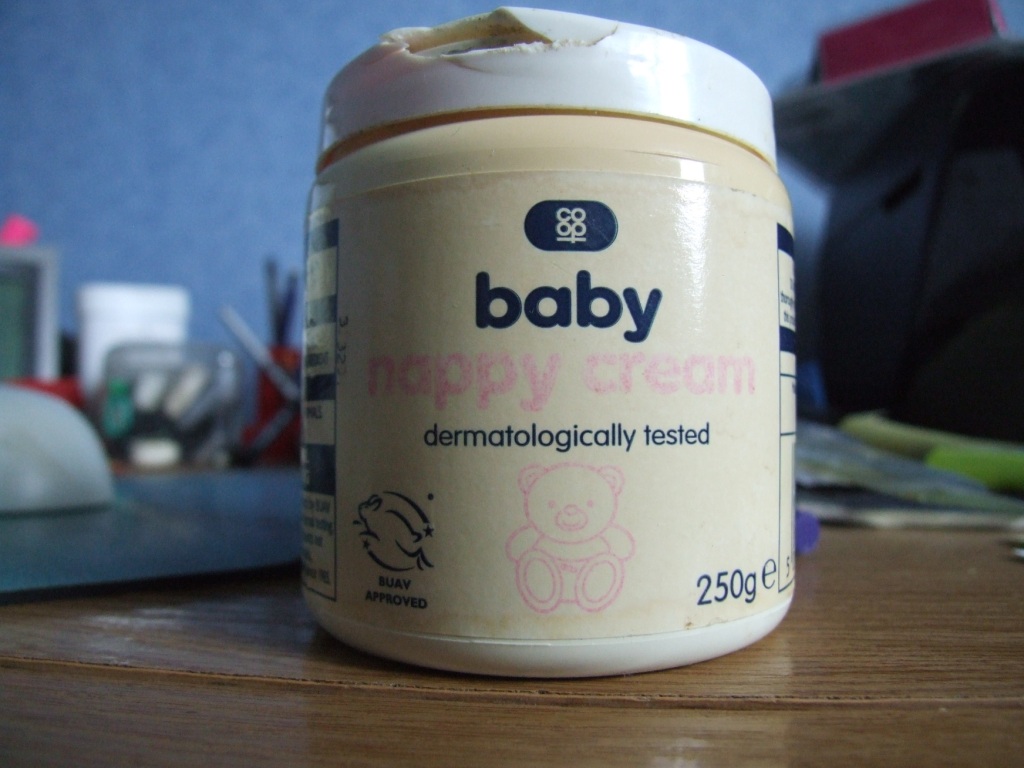 co
op
baby
nappy cream
dermatologically tested
BUAV
APPROVED
250g e